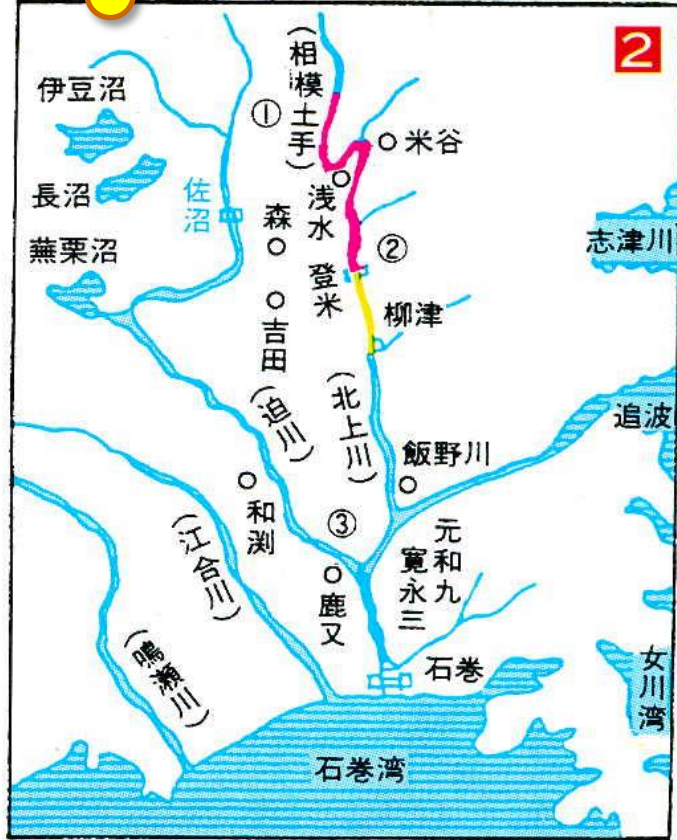 2
(相模土手)
伊豆沼
①
米谷
長沼
佐沼
浅水
森
蕪栗沼
②
志津川
登米
吉田
柳津
(迫川)
(北上川)
追波
飯野川
和渕
③
元和九
寛永三
(江合川)
鹿又
(鳴瀬川)
石巻
女川湾
石巻湾